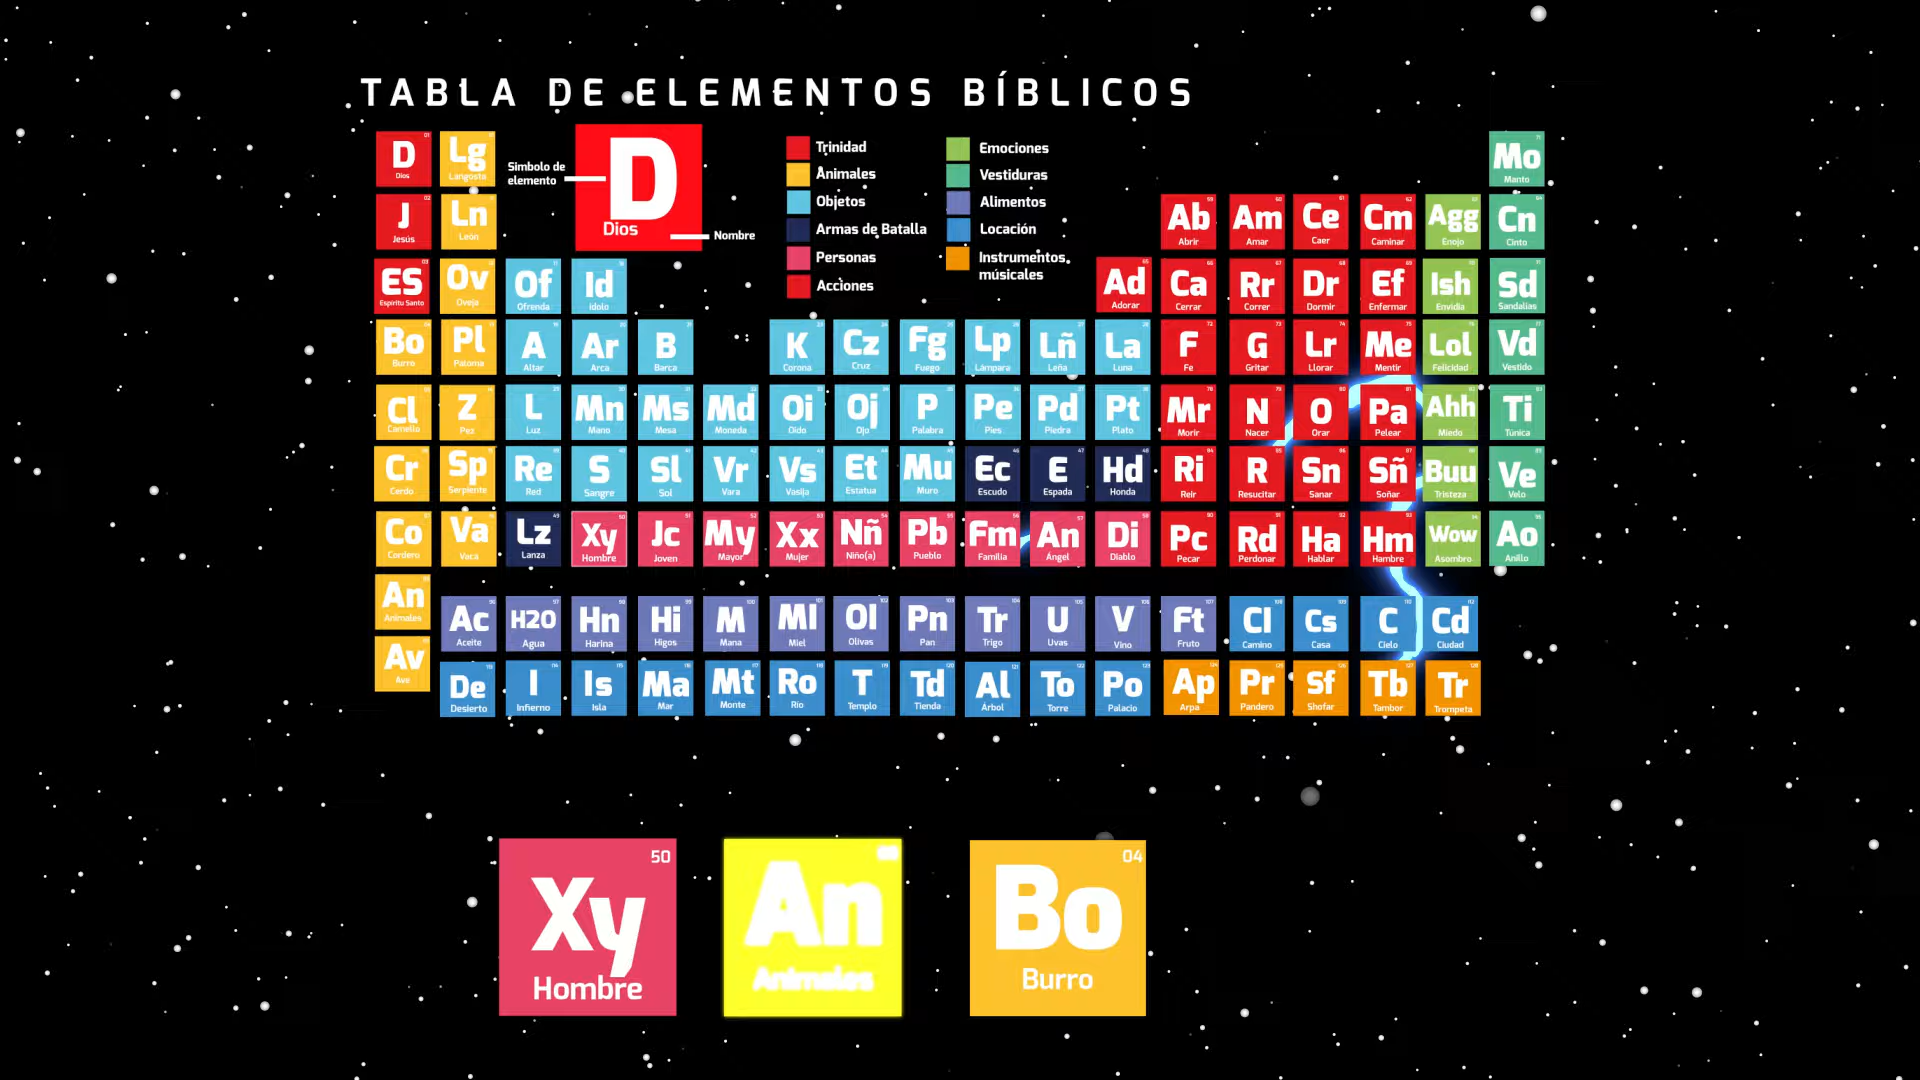 TABLA DE ELEMENTOS BÍBLICOS
Simbolo de
elemento
D
Dios
Nombre
Trinidad
Animales
Objetos
Armas de Batalla
Personas
Acciones
Emociones
Vestiduras
Alimentos
Locación
Instrumentos
músicales
D Lg Mo
Dios Langosta Manto
J Ln Ab Am Ce Cm Agg Cn
Jesús León Abrir Amar Caer Caminar Enojo Cinto
ES Ov Of Id Ad Ca Rr Dr Ef Ish Sd
Espíritu Santo Oveja Ofrenda Idolo Adorar Cerrar Correr Dormir Enfermar Envidia Sandalias
Bo Pl A Ar B K Cz Fg Lp Lñ La F G Lr Me Lol Vd
Burro Paloma Altar Arca Barca Corona Cruz Fuego Lámpara Leña Luna Fe Gritar Llorar Mentir Felicidad Vestido
Cl Z L Mn Ms Md Oi Oj P Pe Pd Pt Mr N O Pa Ahh Ti
Camello Pez Luz Mano Mesa Moneda Oido Ojo Palabra Pies Piedra Plato Morir Nacer Orar Pelear Miedo Túnica
Cr Sp Re S Sl Vr Vs Et Mu Ec E Hd Ri R Sn Sñ Buu Ve
Cerdo Serpiente Red Sangre Sol Vara Vasija Estatua Muro Escudo Espada Honda Reir Resucitar Sanar Soñar Tristeza Velo
Co Va Lz Xy Jc My Xx Nñ Pb Fm An Di Pc Rd Ha Hm Wow Ao
Cordero Vaca Lanza Hombre Joven Mayor Mujer Niño(a) Pueblo Familia Ángel Diablo Pecar Perdonar Hablar Hambre Asombro Anillo
An Ac H2O Hn Hi M Ml Ol Pn Tr U V Ft Cl Cs C Cd
Animales Aceite Agua Harina Higos Mana Miel Olivas Pan Trigo Uvas Vino Fruto Camino Casa Cielo Ciudad
Av De I Is Ma Mt Ro T Td Al To Po Ap Pr Sf Tb Tr
Ave Desierto Infierno Isla Mar Monte Rio Templo Tienda Árbol Torre Palacio Arpa Pandero Shofar Tambor Trompeta
50 04
Xy An Bo
Hombre Animales Burro